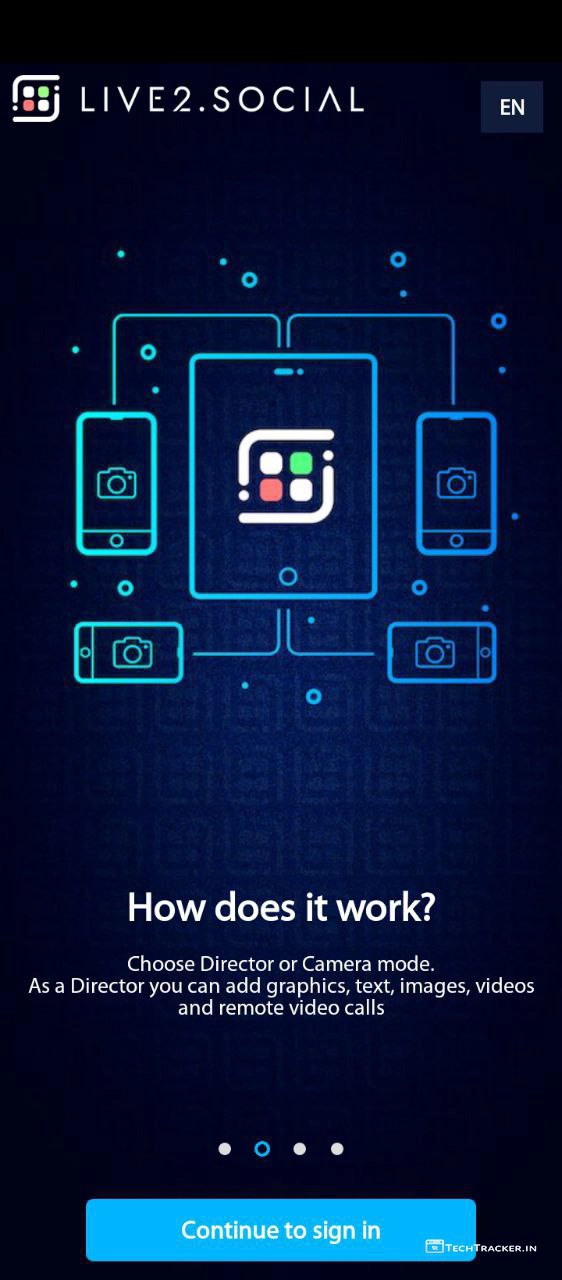 LIVE2.SOCIAL
EN
How does it work?
Choose Director or Camera mode.
As a Director you can add graphics, text, images, videos
and remote video calls
Continue to sign in
TECHTRACKER.IN